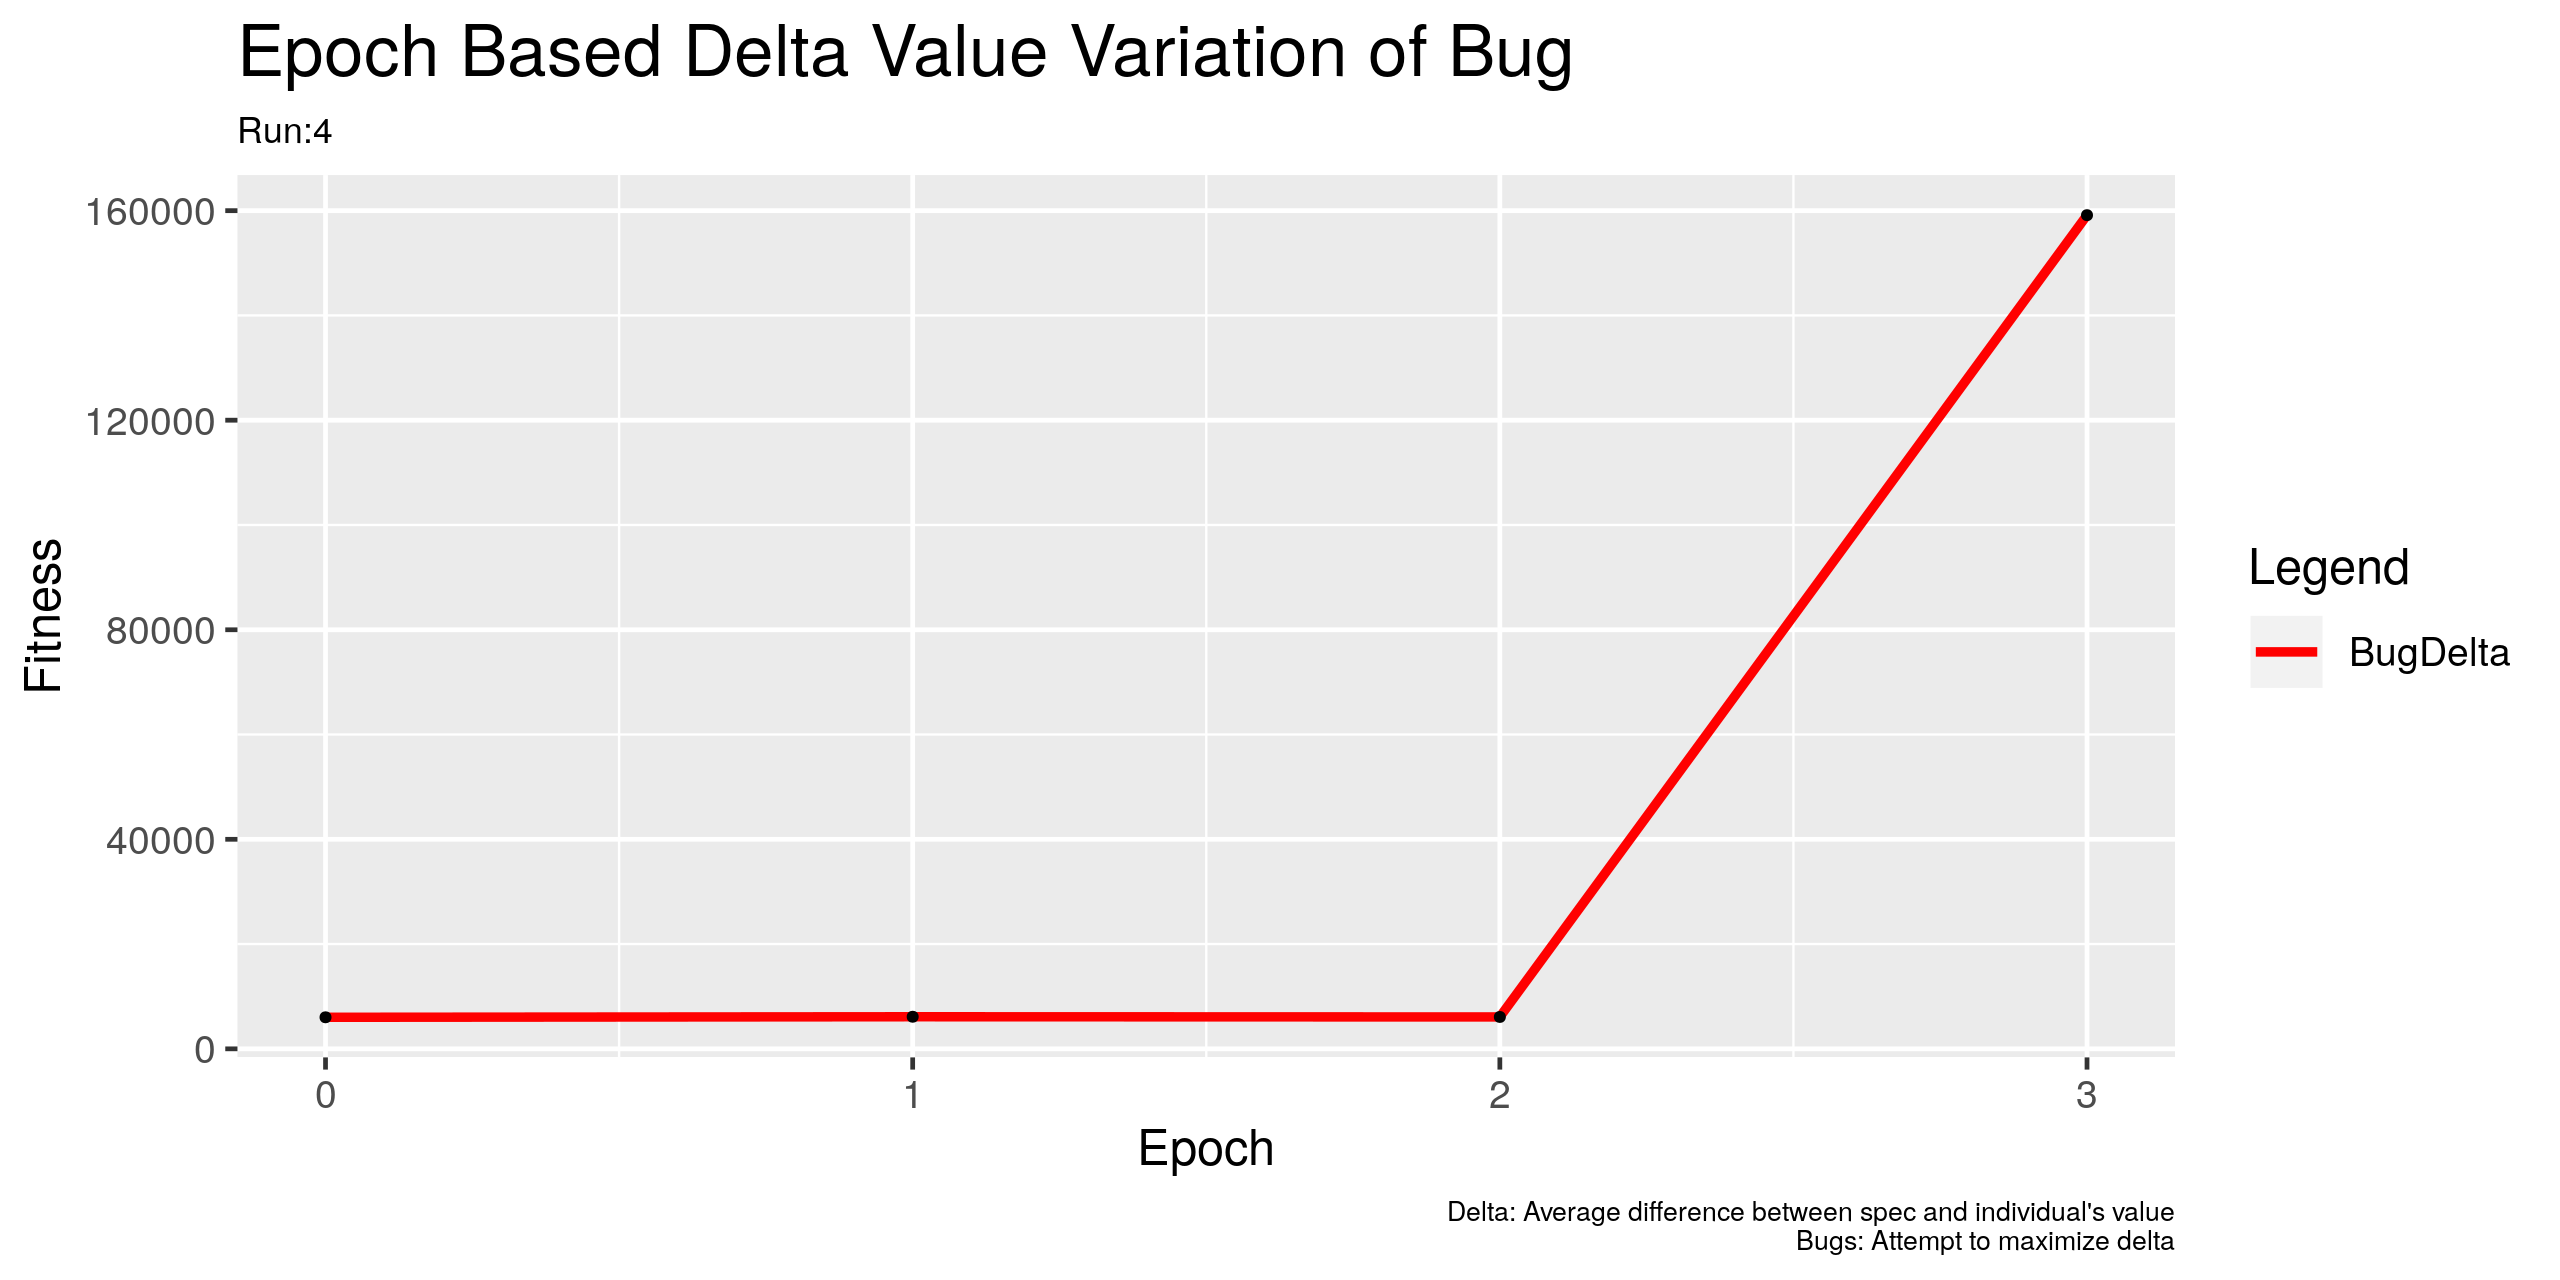 Epoch Based Delta Value Variation of Bug
Run:4
160000
120000
80000
40000
0
Fitness
0 1 2 3
Epoch
Legend
BugDelta
Delta: Average difference between spec and individual's value
Bugs: Attempt to maximize delta